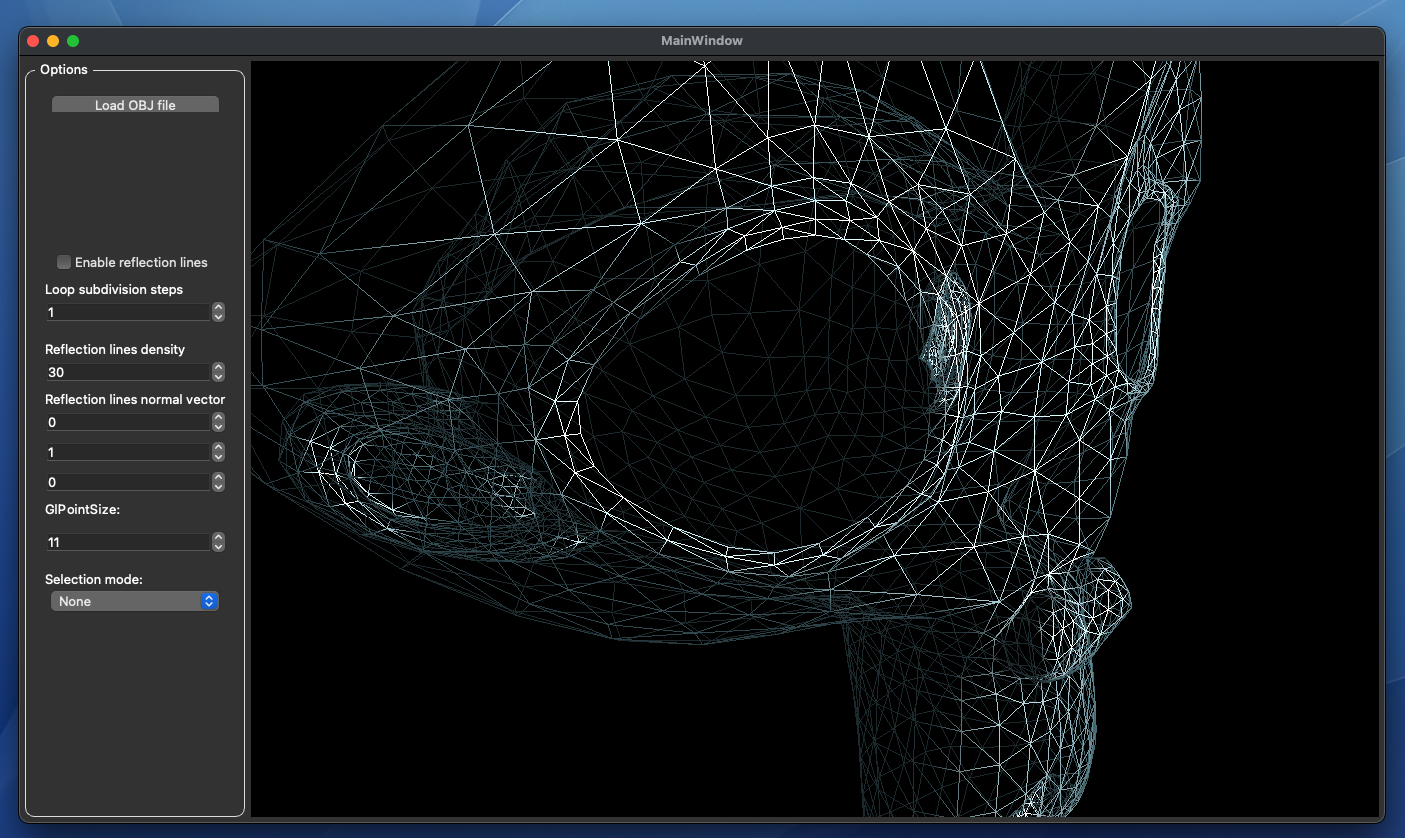 MainWindow
Options
Load OBJ file
Enable reflection lines
Loop subdivision steps
1
Reflection lines density
30
Reflection lines normal vector
0
1
0
GlPointSize:
11
Selection mode:
None